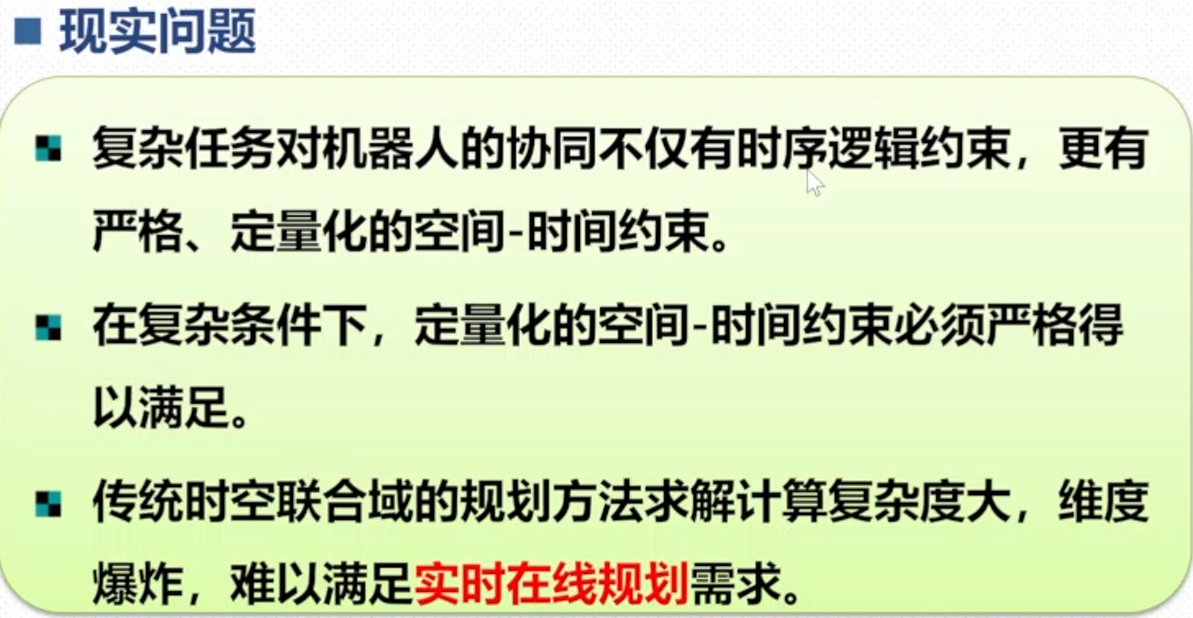 现实问题
复杂任务对机器人的协同不仅有时序逻辑约束，更有
严格、定量化的空间-时间约束。
在复杂条件下，定量化的空间-时间约束必须严格得
以满足。
传统时空联合域的规划方法求解计算复杂度大，维度
爆炸，难以满足实时在线规划需求。